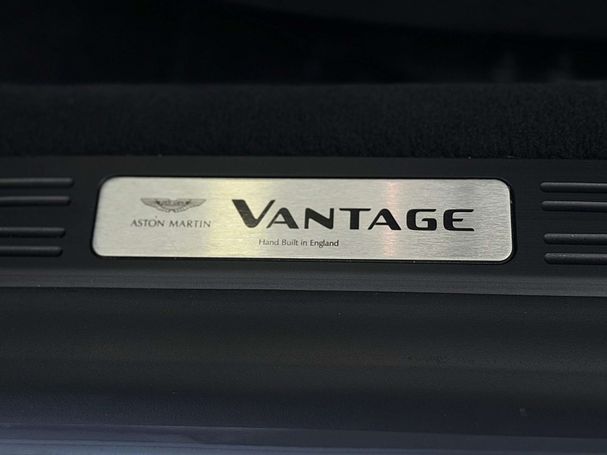 ASTON MARTIN
VANTAGE
Hand Built in England